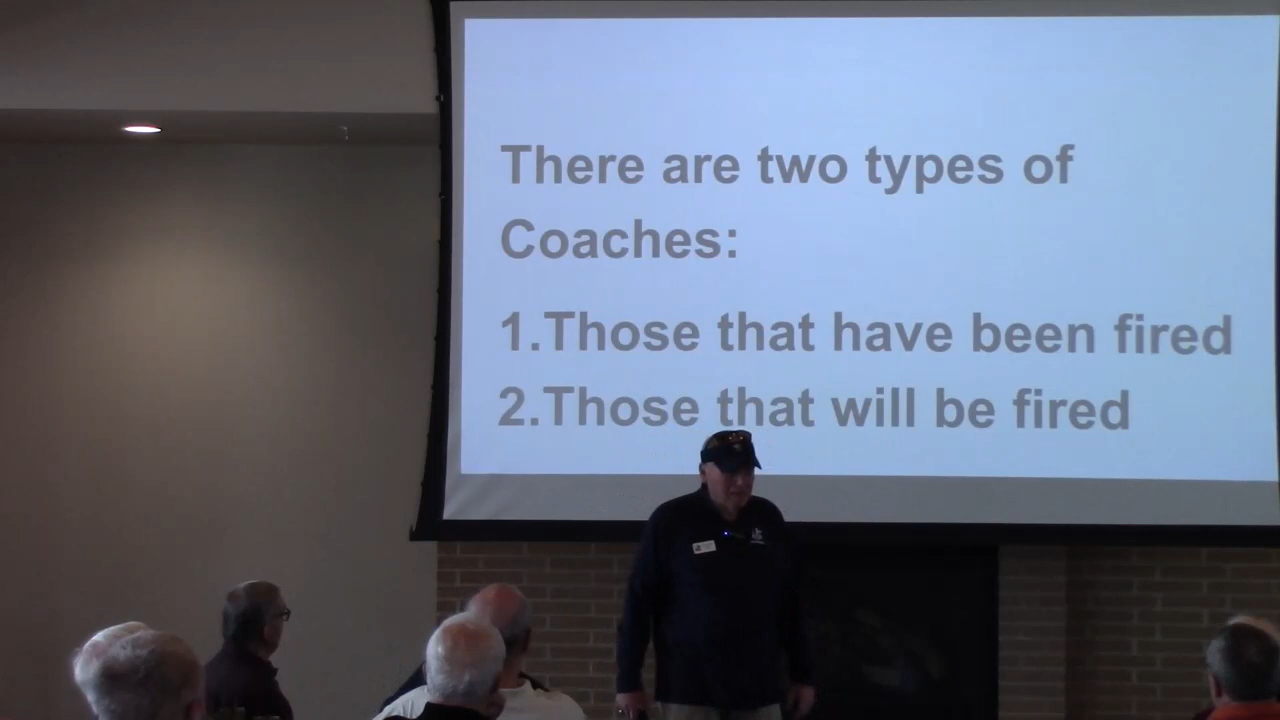 There are two types of
Coaches:
1.Those that have been fired
2.Those that will be fired